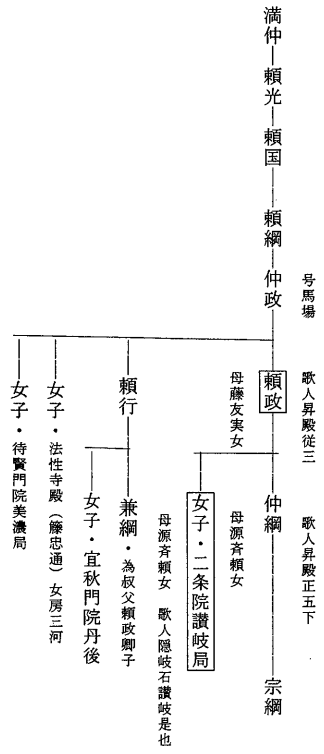 号馬場 歌人昇殿従三 歌人昇殿正五下
満仲 頼光 頼国 頼綱 仲政 頼政 仲綱 宗綱
母藤友実女 母源斉頼女
女子・二条院讃岐局
母源斉頼女 歌人隠岐石讃岐是也
頼行 兼綱・為叔父頼政卿子
女子・宜秋門院丹後
女子・法性寺殿（籐忠通）女房三河
女子・待賢門院美濃局